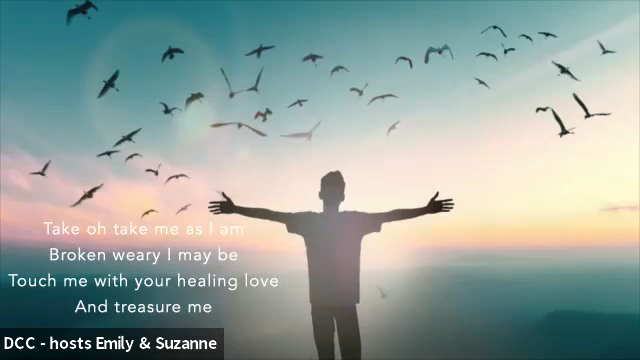 Take oh take me as I am
Broken weary I may be
Touch me with your healing love
And treasure me
DCC - hosts Emily & Suzanne